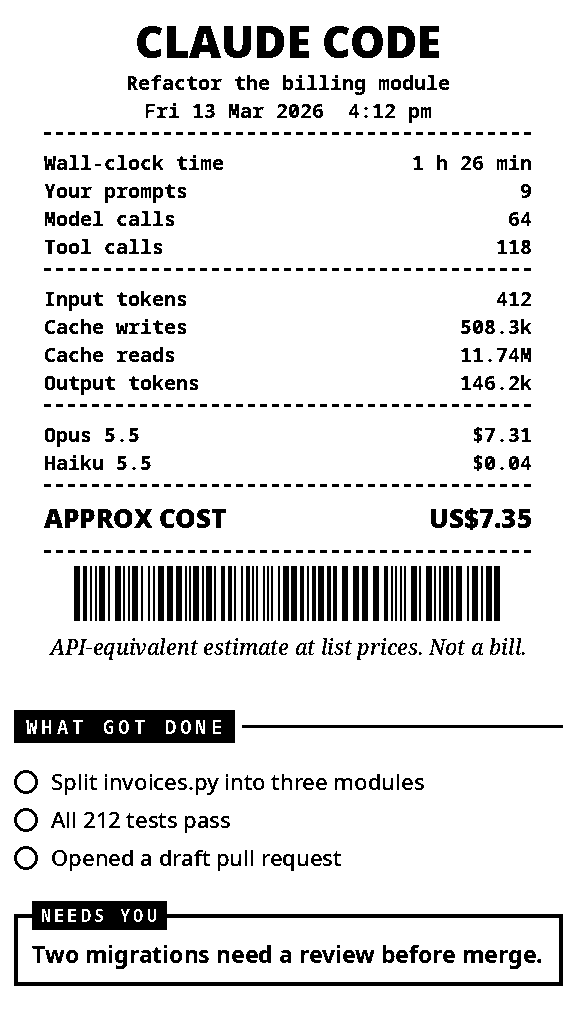 CLAUDE CODE
Refactor the billing module
Fri 13 Mar 2026  4:12 pm
Wall-clock time 1 h 26 min
Your prompts 9
Model calls 64
Tool calls 118
Input tokens 412
Cache writes 508.3k
Cache reads 11.74M
Output tokens 146.2k
Opus 5.5 $7.31
Haiku 5.5 $0.04
APPROX COST US$7.35
API-equivalent estimate at list prices. Not a bill.
WHAT GOT DONE
Split invoices.py into three modules
All 212 tests pass
Opened a draft pull request
NEEDS YOU
Two migrations need a review before merge.